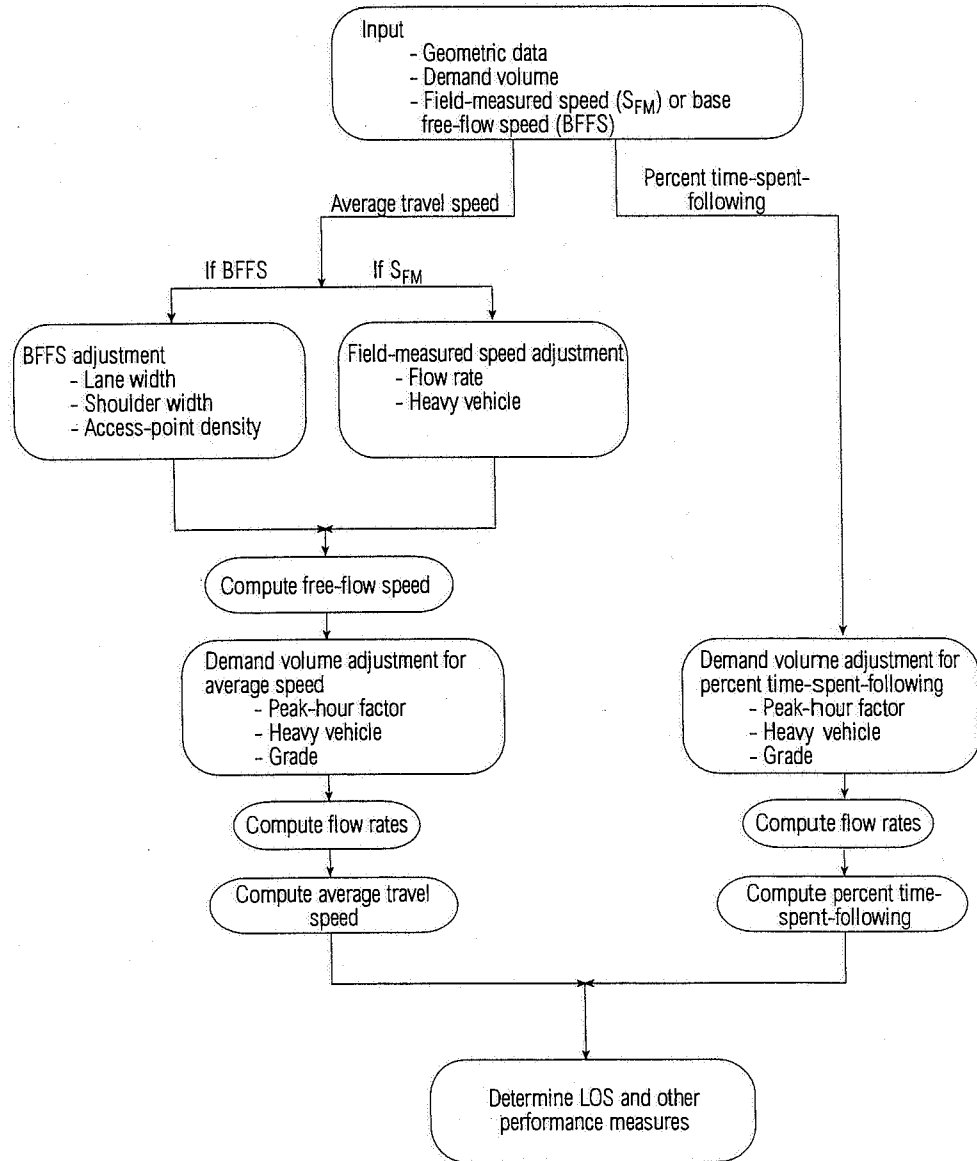 Input
- Geometric data
- Demand volume
- Field-measured speed (SFM) or base
free-flow speed (BFFS)
Average travel speed
Percent time-spent-
following
If BFFS
If SFM
BFFS adjustment
- Lane width
- Shoulder width
- Access-point density
Field-measured speed adjustment
- Flow rate
- Heavy vehicle
Compute free-flow speed
Demand volume adjustment for
average speed
- Peak-hour factor
- Heavy vehicle
- Grade
Demand volume adjustment for
percent time-spent-following
- Peak-hour factor
- Heavy vehicle
- Grade
Compute flow rates
Compute flow rates
Compute average travel
speed
Compute percent time-
spent-following
Determine LOS and other
performance measures